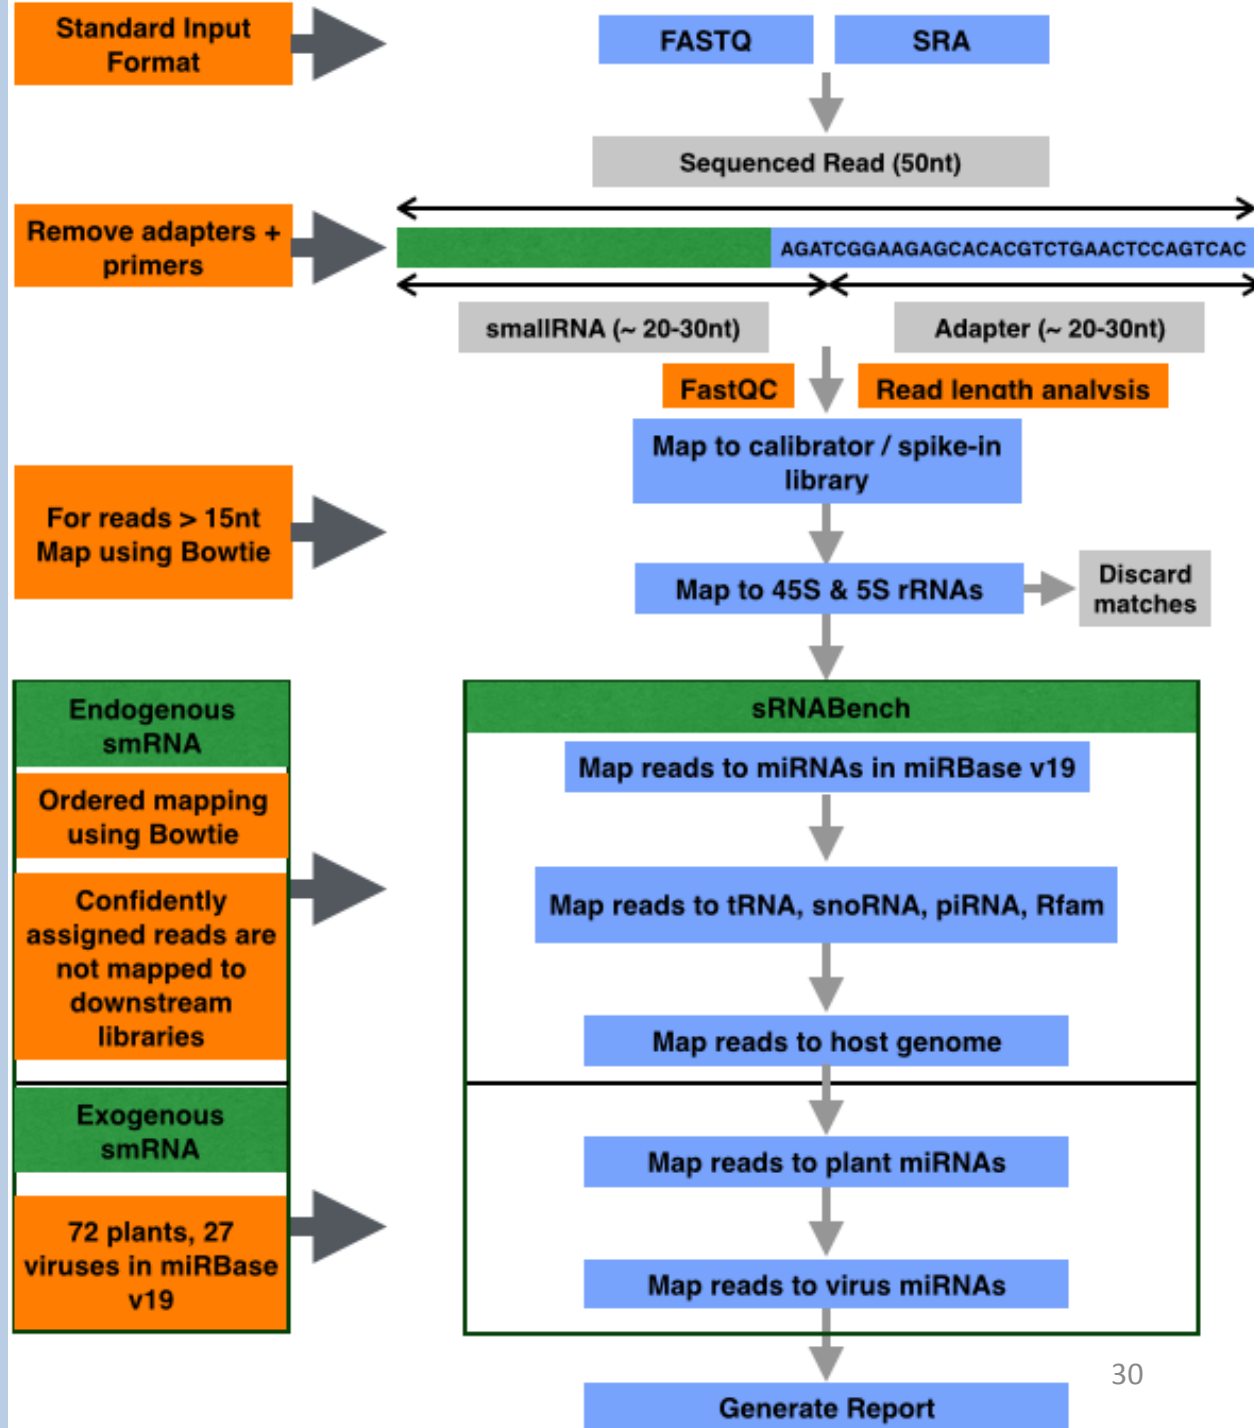 Standard Input
Format
FASTQ
SRA
Sequenced Read (50nt)
Remove adapters +
primers
AGATCGGAAGAGCACACGTCTGAACTCCAGTCAC
smallRNA (~ 20-30nt)
Adapter (~ 20-30nt)
FastQC
Read length analysis
Map to calibrator / spike-in
library
For reads > 15nt
Map using Bowtie
Map to 45S & 5S rRNAs
Discard
matches
Endogenous
smRNA
sRNABench
Ordered mapping
using Bowtie
Map reads to miRNAs in miRBase v19
Confidently
assigned reads are
not mapped to
downstream
libraries
Map reads to tRNA, snoRNA, piRNA, Rfam
Map reads to host genome
Exogenous
smRNA
Map reads to plant miRNAs
72 plants, 27
viruses in miRBase
v19
Map reads to virus miRNAs
30
Generate Report